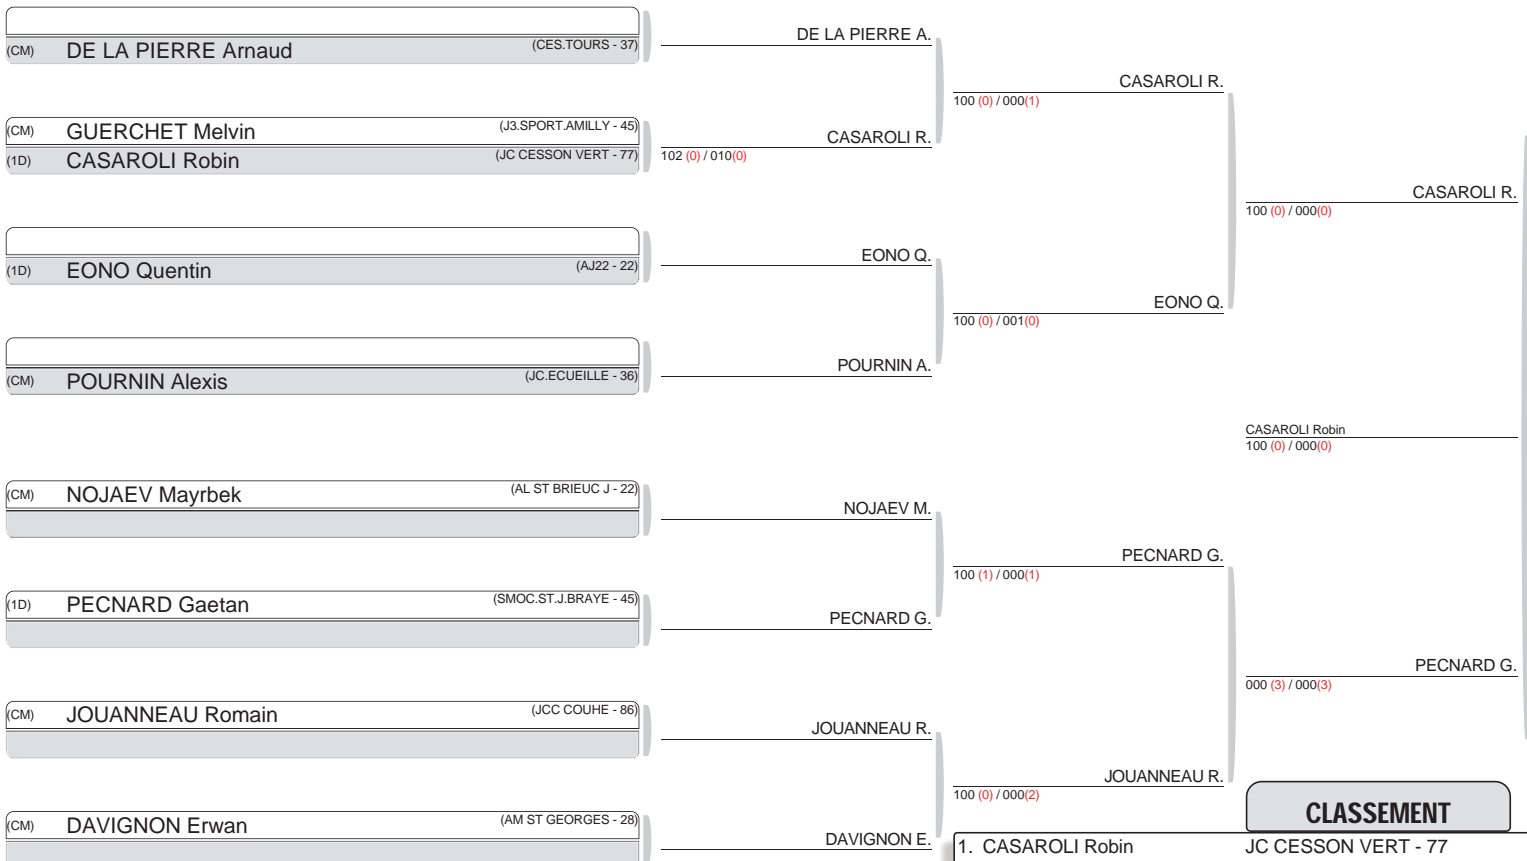 (CM) DE LA PIERRE Arnaud (CES.TOURS - 37)
(CM) GUERCHET Melvin (J3.SPORT.AMILLY - 45)
(1D) CASAROLI Robin (JC CESSON VERT - 77)
(1D) EONO Quentin (AJ22 - 22)
(CM) POURNIN Alexis (JC.ECUEILLE - 36)
(CM) NOJAEV Mayrbek (AL ST BRIEUC J - 22)
(1D) PECNARD Gaetan (SMOC.ST.J.BRAYE - 45)
(CM) JOUANNEAU Romain (JCC COUHE - 86)
(CM) DAVIGNON Erwan (AM ST GEORGES - 28)
DE LA PIERRE A.
CASAROLI R.
102 (0) / 010(0)
EONO Q.
POURNIN A.
NOJAEV M.
PECNARD G.
JOUANNEAU R.
DAVIGNON E.
CASAROLI R.
100 (0) / 000(1)
EONO Q.
100 (0) / 001(0)
PECNARD G.
100 (1) / 000(1)
JOUANNEAU R.
100 (0) / 000(2)
CASAROLI R.
100 (0) / 000(0)
CASAROLI Robin
100 (0) / 000(0)
PECNARD G.
000 (3) / 000(3)
CLASSEMENT
1. CASAROLI Robin JC CESSON VERT - 77